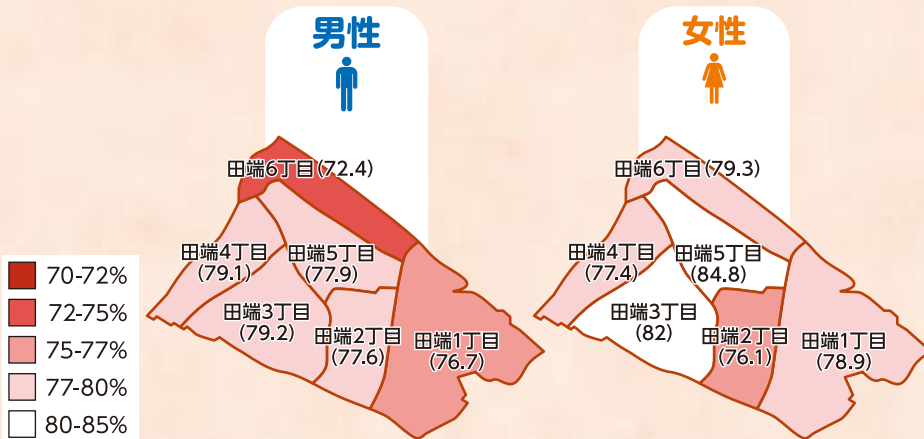 男性
田端6丁目(72.4)
田端4丁目
(79.1)
田端5丁目
(77.9)
田端3丁目
(79.2)
田端2丁目
(77.6)
田端1丁目
(76.7)
女性
田端6丁目(79.3)
田端4丁目
(77.4)
田端5丁目
(84.8)
田端3丁目
(82)
田端2丁目
(76.1)
田端1丁目
(78.9)
70-72%
72-75%
75-77%
77-80%
80-85%